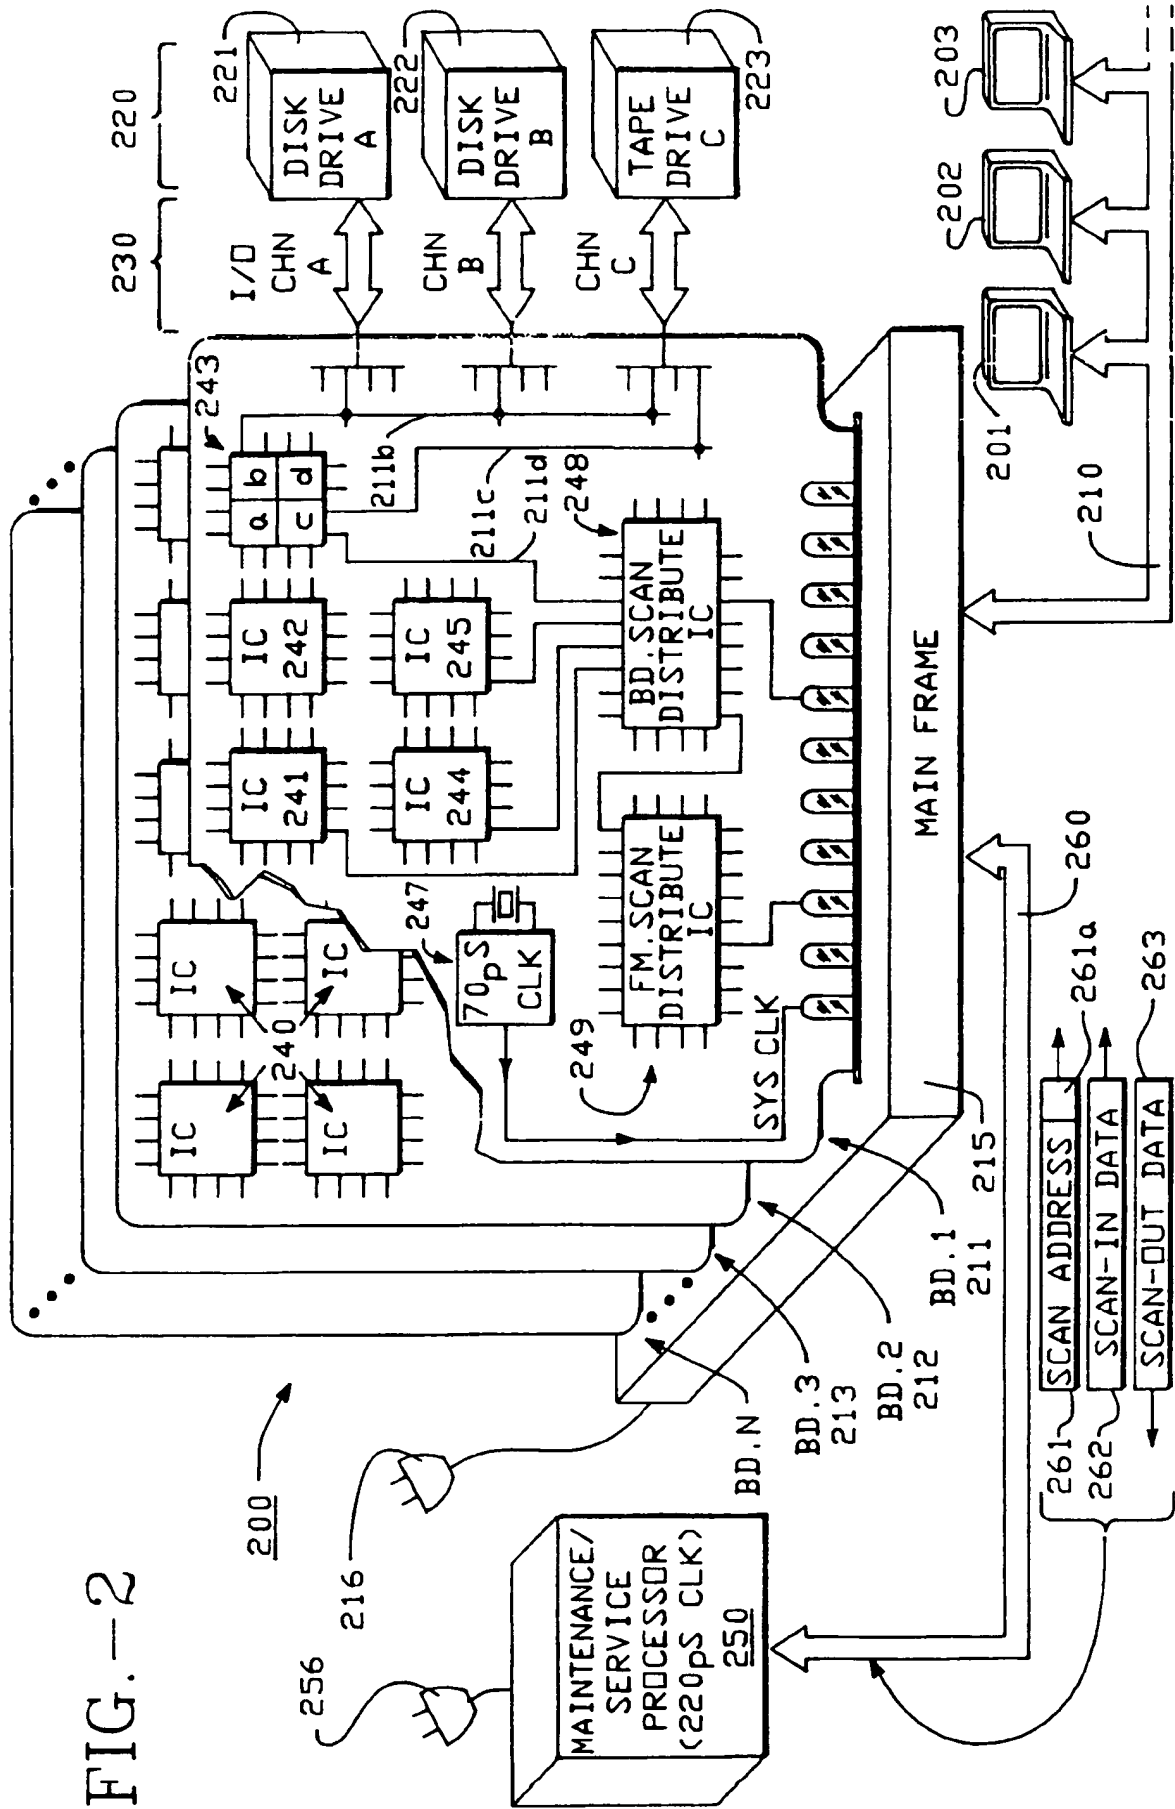 FIG.-2
200
220
230
221
222
223
DISK
DRIVE
A
DISK
DRIVE
B
TAPE
DRIVE
C
I/O
CHN
A
CHN
B
CHN
C
243
a
b
c
d
211b
211c
211d
248
IC
IC
IC
IC
240
IC
241
IC
242
IC
244
IC
245
247
70pS
CLK
249
FM.SCAN
DISTRIBUTE
IC
BD.SCAN
DISTRIBUTE
IC
SYS CLK
MAIN FRAME
215
BD.1
211
BD.2
212
BD.3
213
BD.N
216
256
MAINTENANCE/
SERVICE
PROCESSOR
(220pS CLK)
250
201
202
203
210
260
261
SCAN ADDRESS
261a
262
SCAN-IN DATA
SCAN-OUT DATA
263